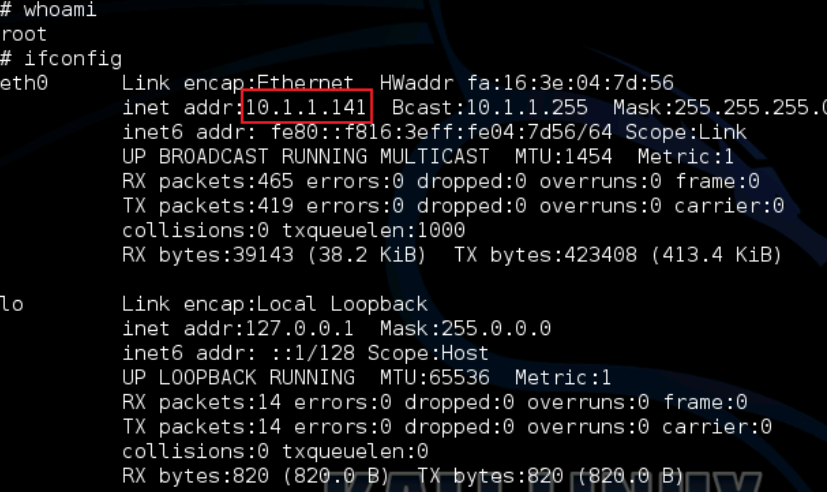 # whoami
root
# ifconfig
eth0      Link encap:Ethernet  HWaddr fa:16:3e:04:7d:56
          inet addr:10.1.1.141  Bcast:10.1.1.255  Mask:255.255.255.0
          inet6 addr: fe80::f816:3eff:fe04:7d56/64 Scope:Link
          UP BROADCAST RUNNING MULTICAST  MTU:1454  Metric:1
          RX packets:465 errors:0 dropped:0 overruns:0 frame:0
          TX packets:419 errors:0 dropped:0 overruns:0 carrier:0
          collisions:0 txqueuelen:1000
          RX bytes:39143 (38.2 KiB)  TX bytes:423408 (413.4 KiB)
lo        Link encap:Local Loopback
          inet addr:127.0.0.1  Mask:255.0.0.0
          inet6 addr: ::1/128 Scope:Host
          UP LOOPBACK RUNNING  MTU:65536  Metric:1
          RX packets:14 errors:0 dropped:0 overruns:0 frame:0
          TX packets:14 errors:0 dropped:0 overruns:0 carrier:0
          collisions:0 txqueuelen:0
          RX bytes:820 (820.0 B)  TX bytes:820 (820.0 B)